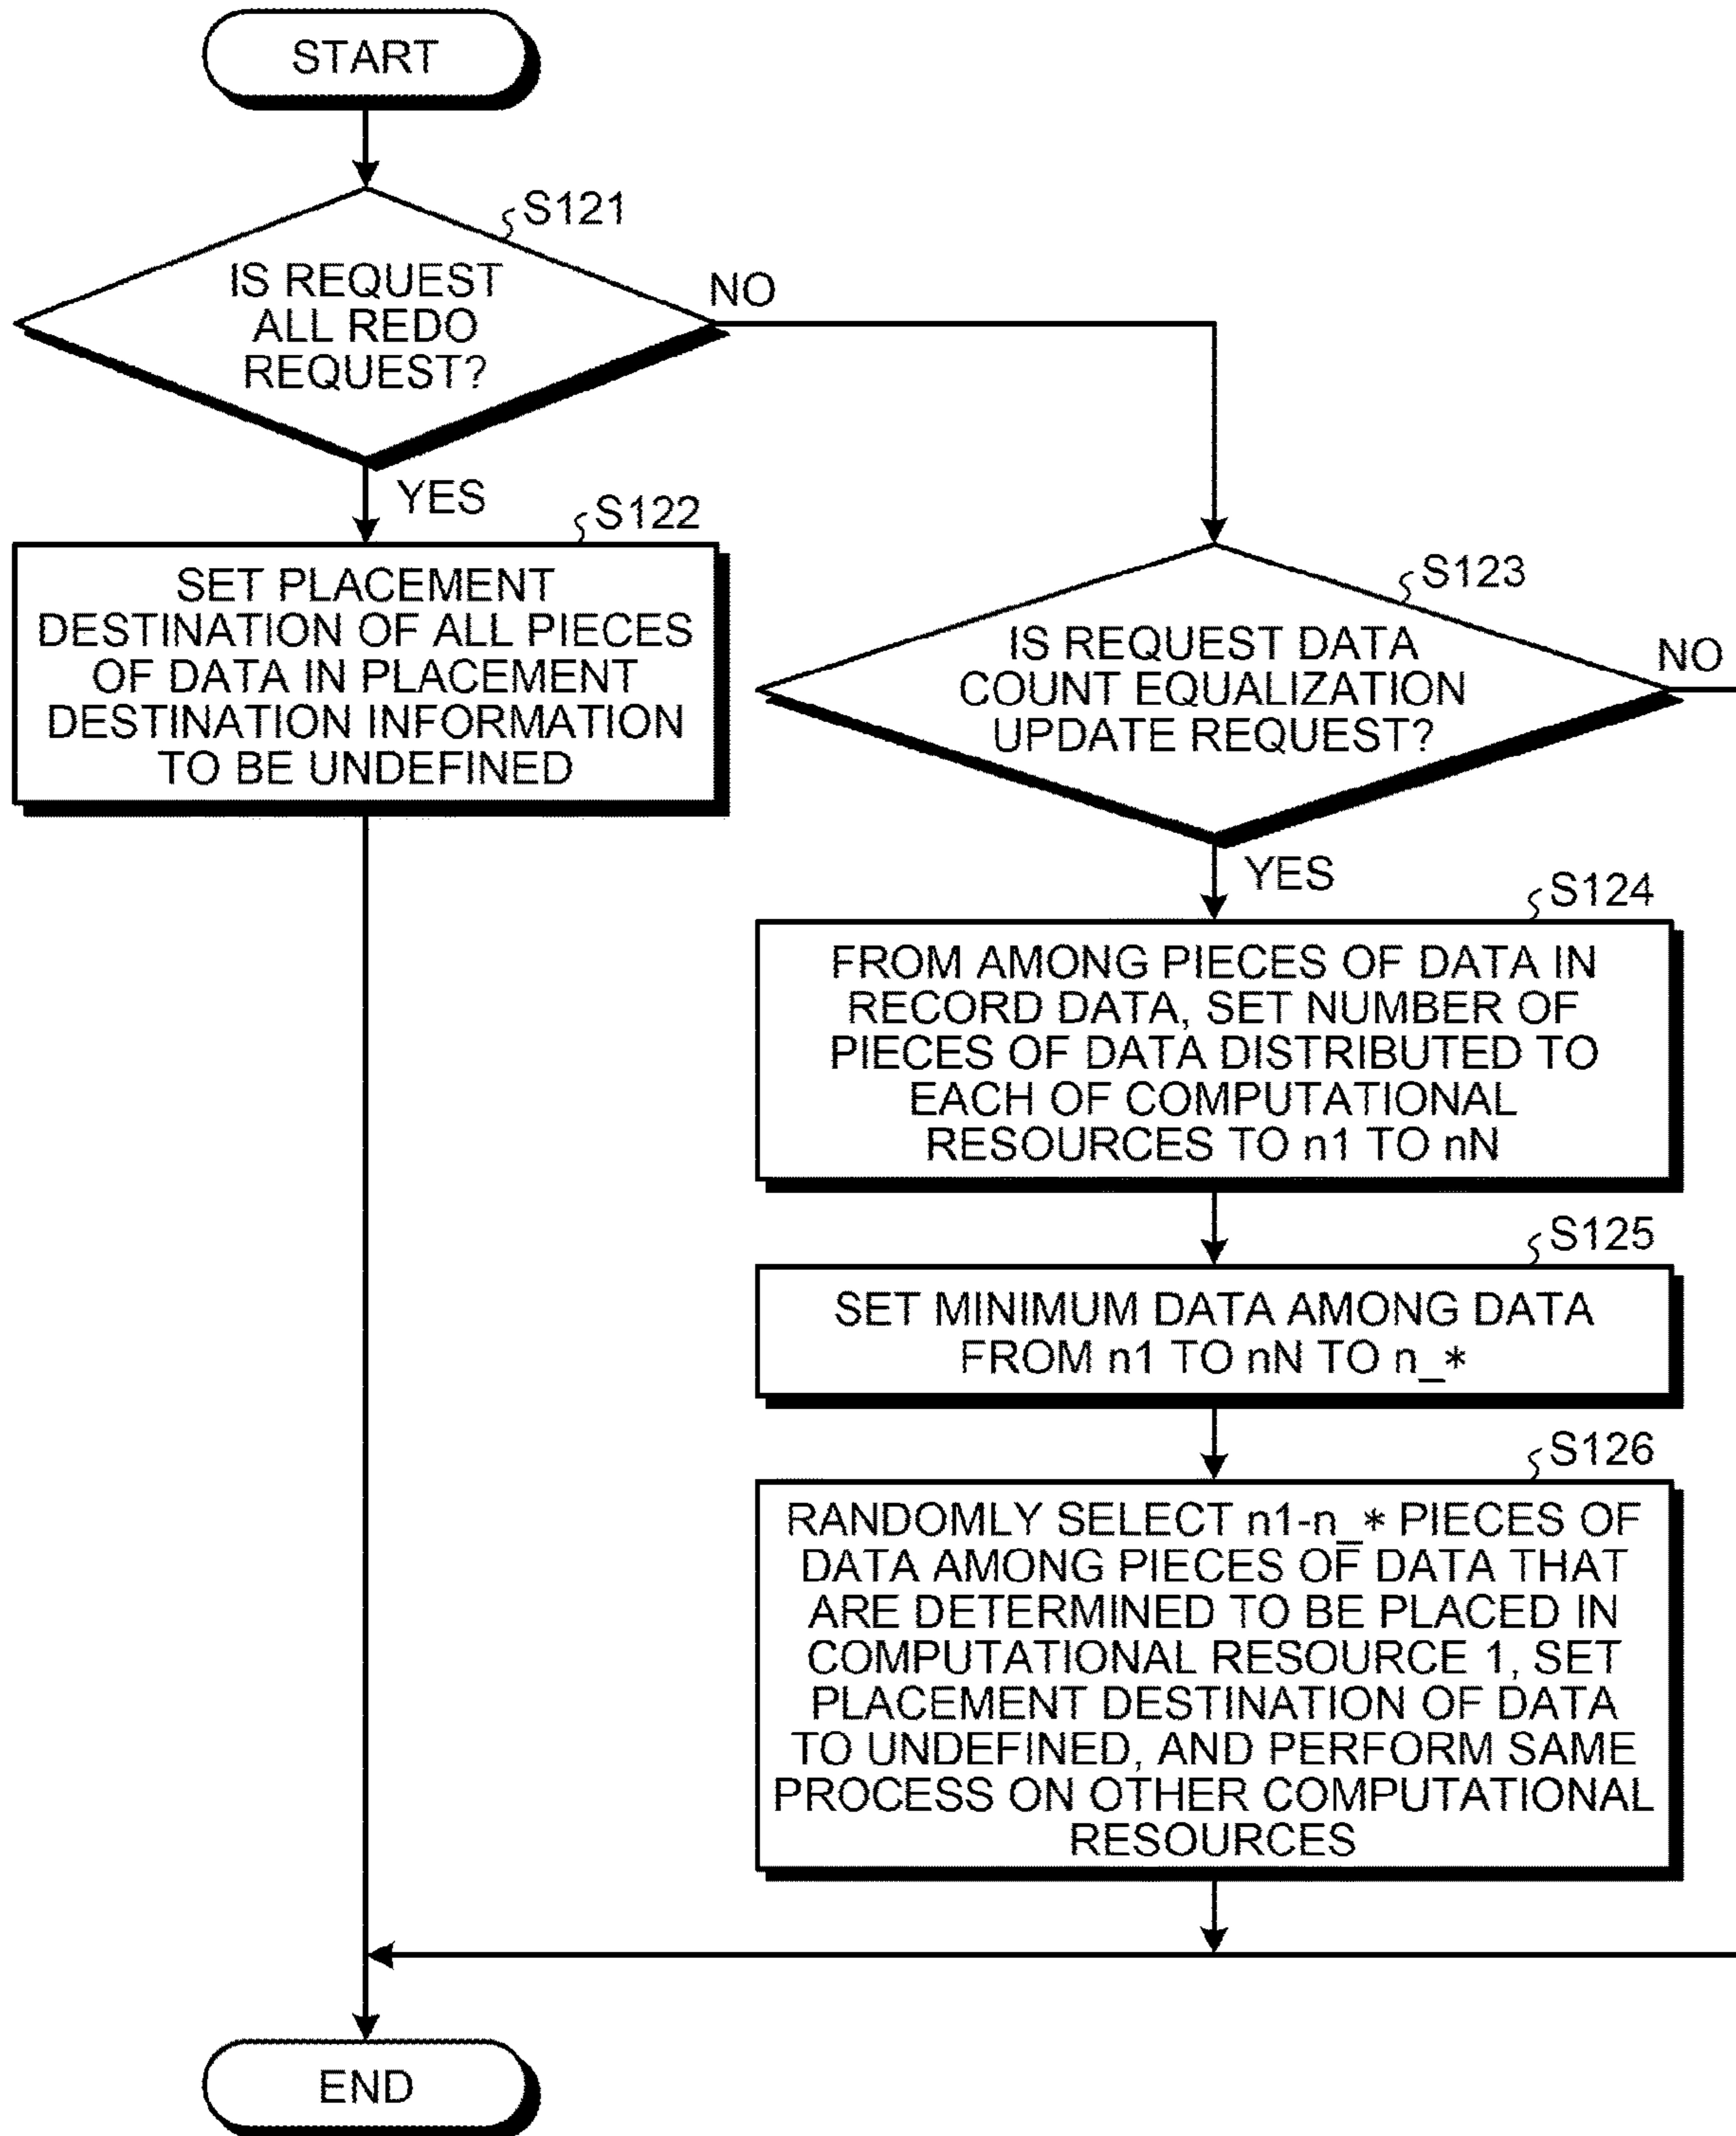 START
S121
IS REQUEST
ALL REDO
REQUEST?
NO
YES
S122
SET PLACEMENT
DESTINATION OF ALL PIECES
OF DATA IN PLACEMENT
DESTINATION INFORMATION
TO BE UNDEFINED
S123
IS REQUEST DATA
COUNT EQUALIZATION
UPDATE REQUEST?
NO
YES
S124
FROM AMONG PIECES OF DATA IN
RECORD DATA, SET NUMBER OF
PIECES OF DATA DISTRIBUTED TO
EACH OF COMPUTATIONAL
RESOURCES TO n1 TO nN
S125
SET MINIMUM DATA AMONG DATA
FROM n1 TO nN TO n_*
S126
RANDOMLY SELECT n1-n_* PIECES OF
DATA AMONG PIECES OF DATA THAT
ARE DETERMINED TO BE PLACED IN
COMPUTATIONAL RESOURCE 1, SET
PLACEMENT DESTINATION OF DATA
TO UNDEFINED, AND PERFORM SAME
PROCESS ON OTHER COMPUTATIONAL
RESOURCES
END